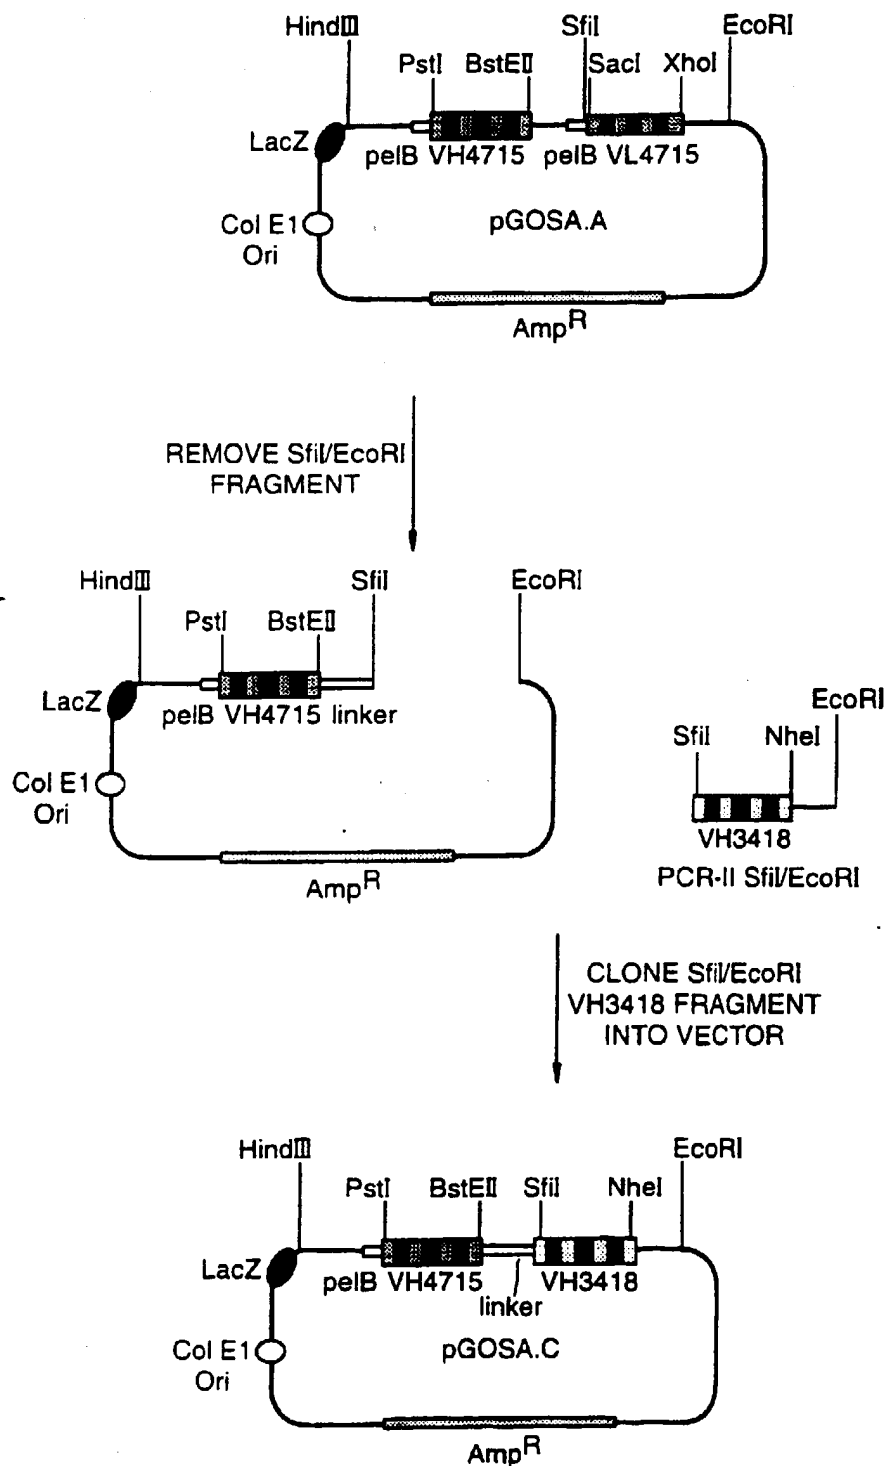 HindIII
SfiI
EcoRI
PstI
BstEII
SacI
XhoI
LacZ
pelB VH4715
pelB VL4715
Col E1
Ori
pGOSA.A
AmpR
REMOVE SfiI/EcoRI
FRAGMENT
HindIII
SfiI
EcoRI
PstI
BstEII
LacZ
pelB VH4715 linker
EcoRI
SfiI
NheI
Col E1
Ori
VH3418
PCR-II SfiI/EcoRI
AmpR
CLONE SfiI/EcoRI
VH3418 FRAGMENT
INTO VECTOR
HindIII
EcoRI
PstI
BstEII
SfiI
NheI
LacZ
pelB VH4715
VH3418
linker
Col E1
Ori
pGOSA.C
AmpR